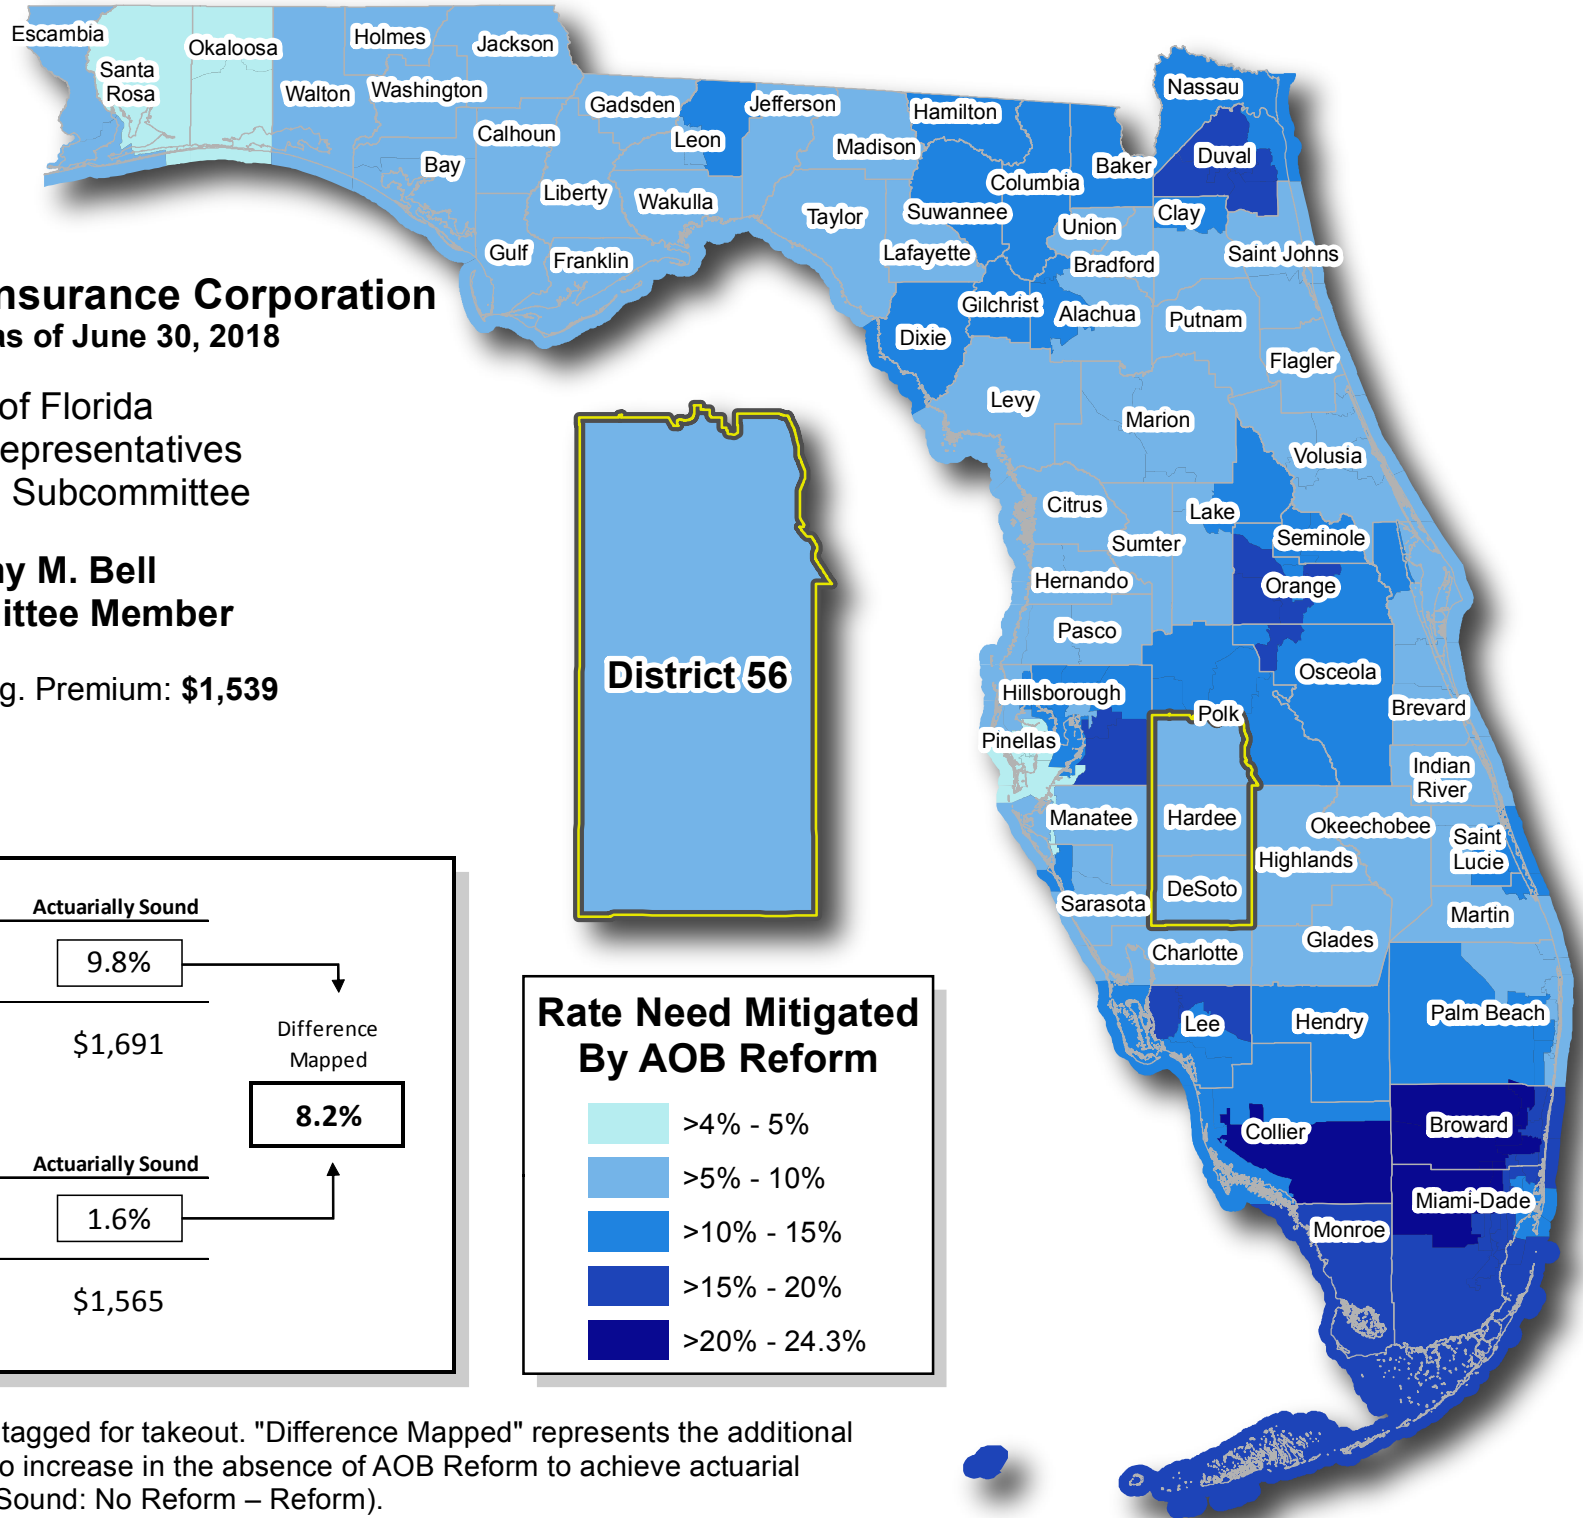 nsurance Corporation
as of June 30, 2018
of Florida
epresentatives
Subcommittee
y M. Bell
ittee Member
g. Premium: $1,539
Actuarially Sound
9.8%
$1,691
Difference
Mapped
8.2%
Actuarially Sound
1.6%
$1,565
District 56
Rate Need Mitigated
By AOB Reform
>4% - 5%
>5% - 10%
>10% - 15%
>15% - 20%
>20% - 24.3%
tagged for takeout. "Difference Mapped" represents the additional
o increase in the absence of AOB Reform to achieve actuarial
Sound: No Reform – Reform).
Escambia
Santa
Rosa
Okaloosa
Walton
Holmes
Washington
Jackson
Bay
Calhoun
Gulf
Liberty
Franklin
Gadsden
Leon
Wakulla
Jefferson
Madison
Taylor
Hamilton
Suwannee
Lafayette
Dixie
Columbia
Gilchrist
Baker
Union
Bradford
Alachua
Nassau
Duval
Clay
Saint Johns
Putnam
Flagler
Levy
Marion
Volusia
Citrus
Lake
Sumter
Seminole
Hernando
Orange
Pasco
Osceola
Hillsborough
Polk
Brevard
Pinellas
Indian
River
Manatee
Hardee
Okeechobee
Saint
Lucie
Highlands
Sarasota
DeSoto
Martin
Charlotte
Glades
Lee
Hendry
Palm Beach
Collier
Broward
Miami-Dade
Monroe